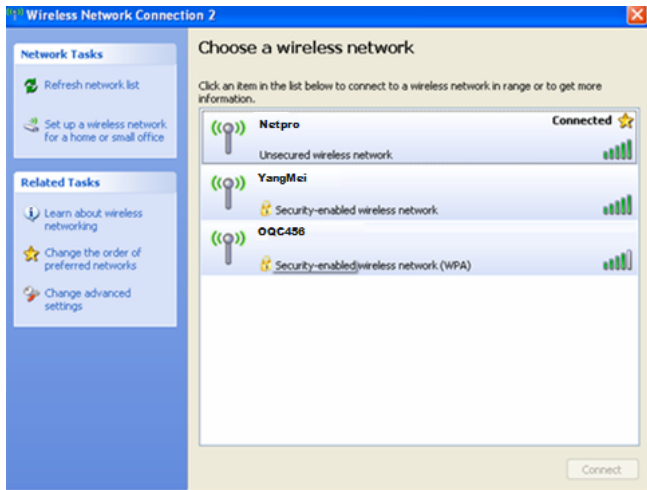 Wireless Network Connection 2
Network Tasks
Refresh network list
Set up a wireless network
for a home or small office
Related Tasks
Learn about wireless
networking
Change the order of
preferred networks
Change advanced
settings
Choose a wireless network
Click an item in the list below to connect to a wireless network in range or to get more
information.
Netpro Connected
Unsecured wireless network
YangMei
Security-enabled wireless network
OQC456
Security-enabled wireless network (WPA)
Connect